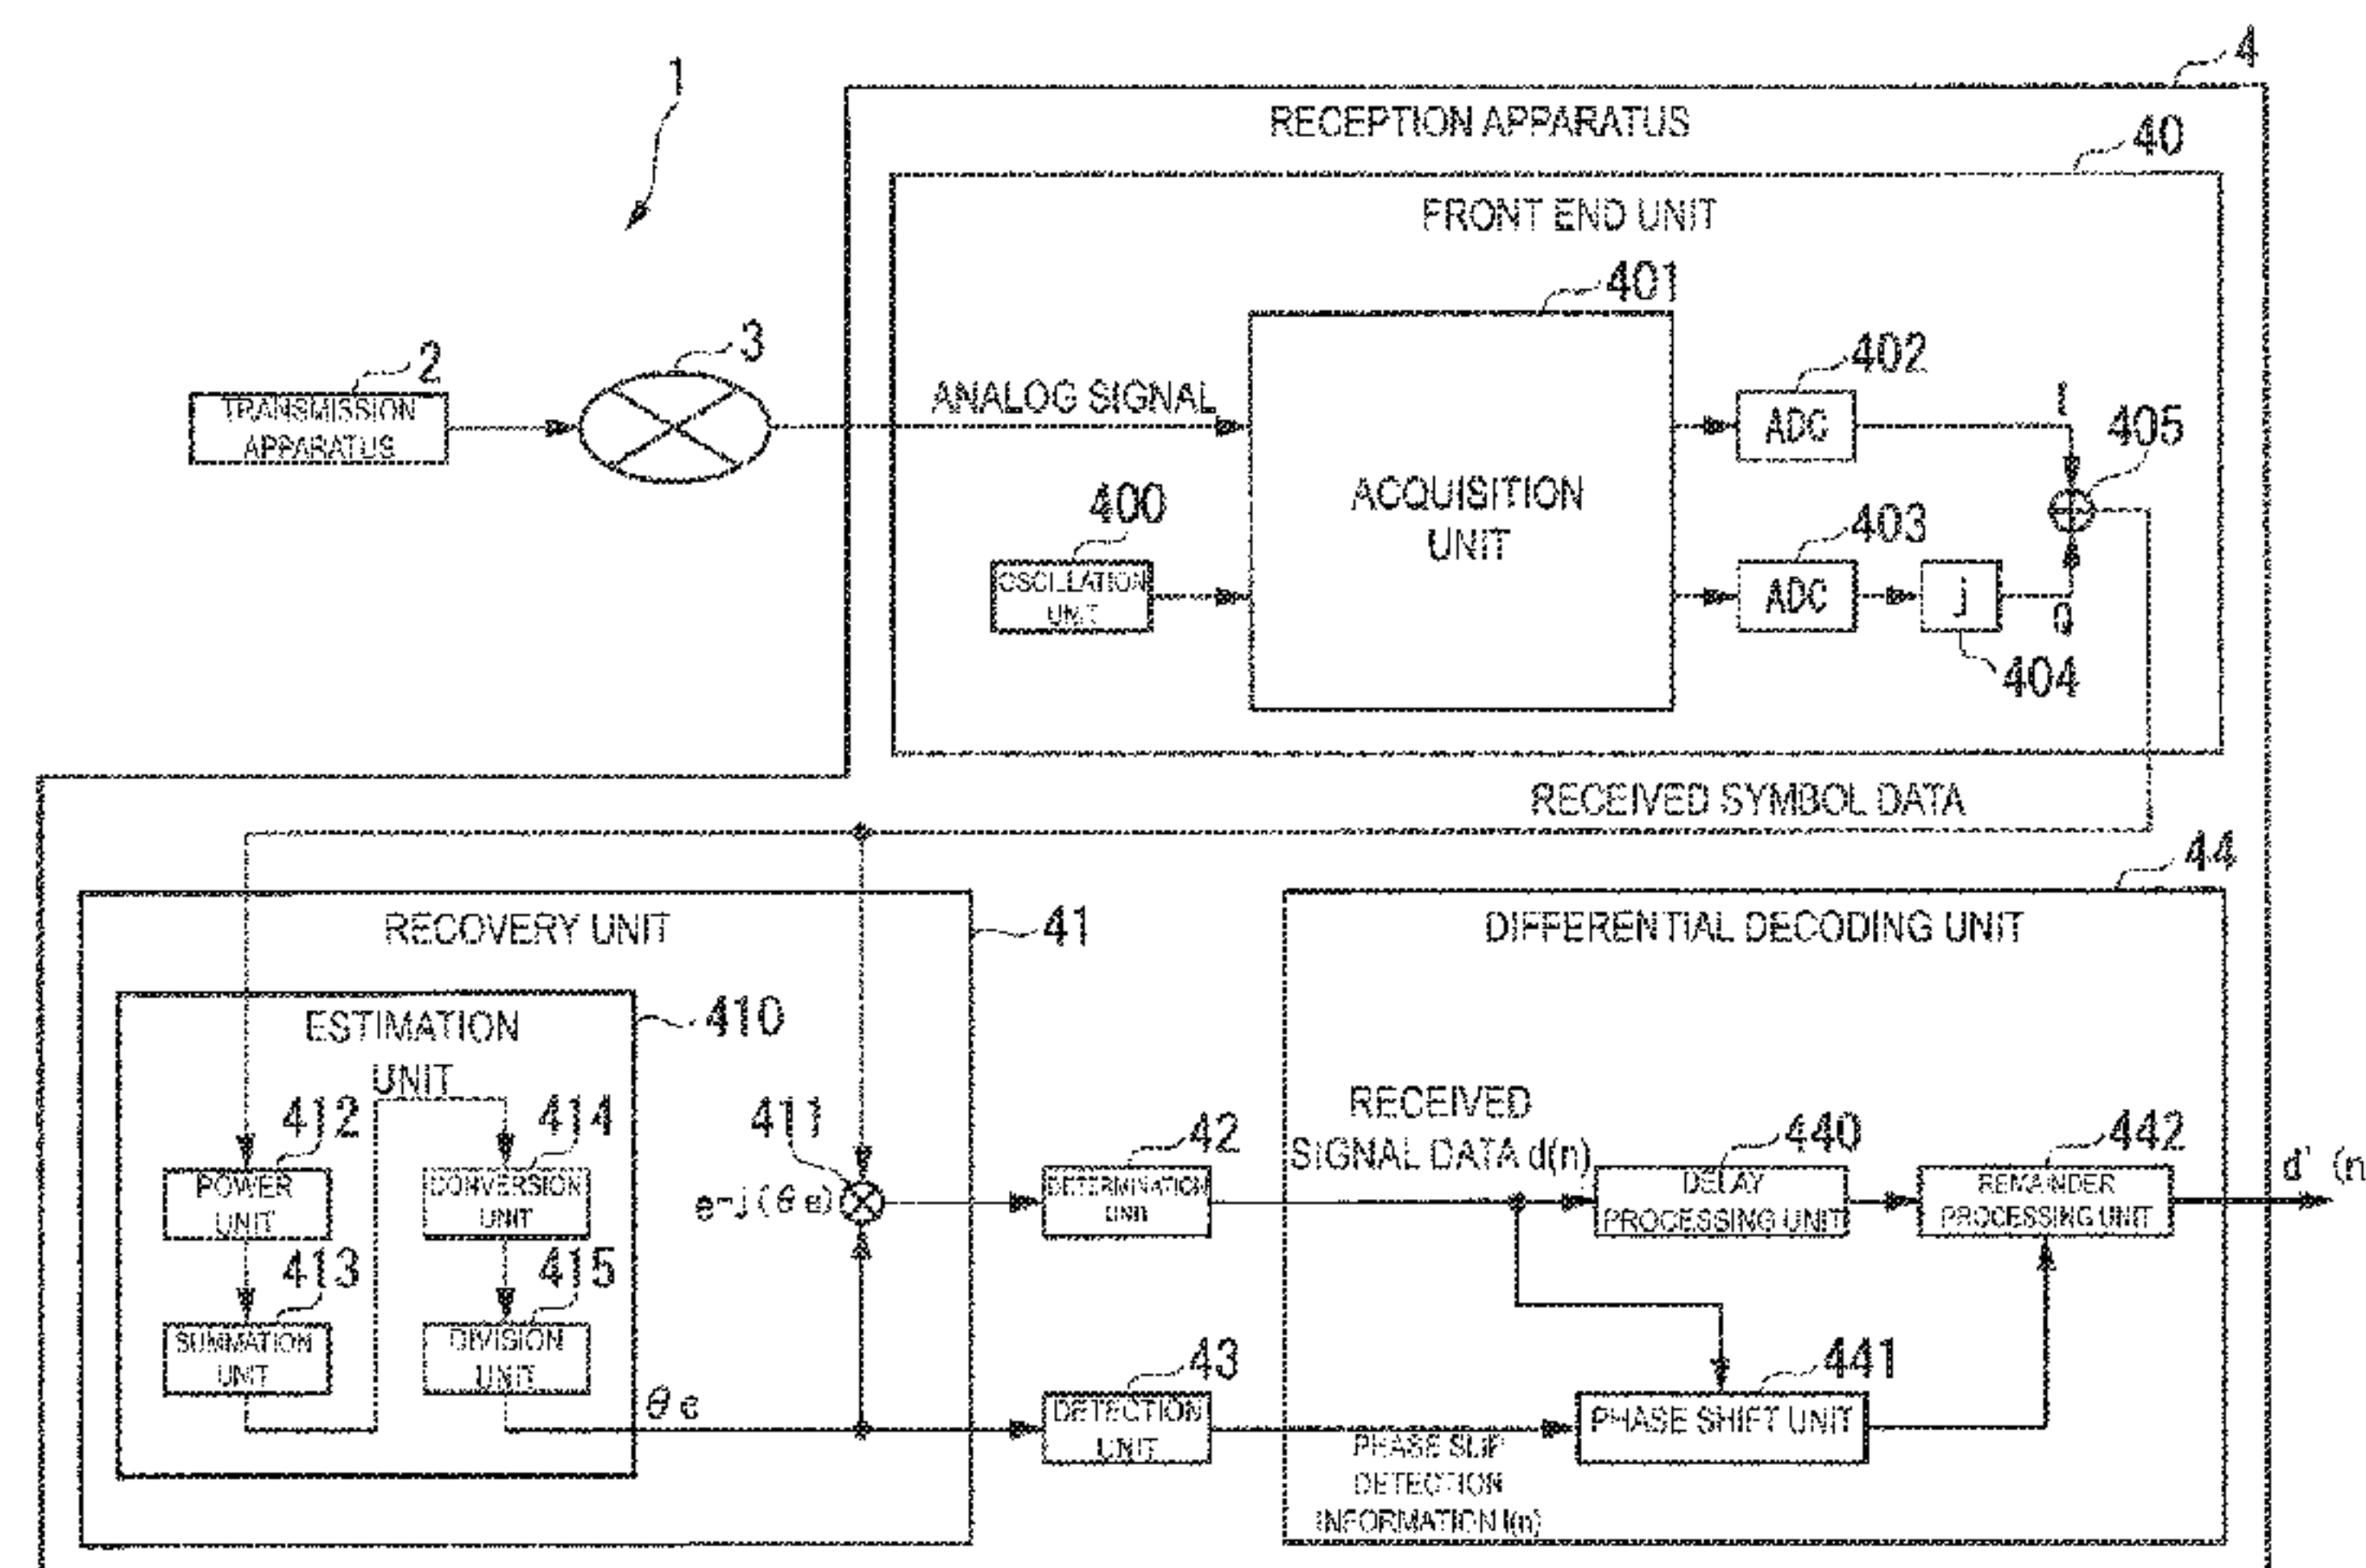 1
4
RECEPTION APPARATUS
40
FRONT END UNIT
401
2
3
402
TRANSMISSION
APPARATUS
ANALOG SIGNAL
ADC
I
405
400
ACQUISITION
UNIT
403
OSCILLATION
UNIT
ADC
j
Q
404
RECEIVED SYMBOL DATA
44
RECOVERY UNIT
41
DIFFERENTIAL DECODING UNIT
410
ESTIMATION
UNIT
412
414
411
42
RECEIVED
SIGNAL DATA d(n)
440
442
POWER
UNIT
CONVERSION
UNIT
e-j(θe)
DETERMINATION
UNIT
DELAY
PROCESSING UNIT
REMAINDER
PROCESSING UNIT
d' (n
413
415
SUMMATION
UNIT
DIVISION
UNIT
43
441
θe
DETECTION
UNIT
PHASE SHIFT UNIT
PHASE SLIP
DETECTION
INFORMATION I(n)